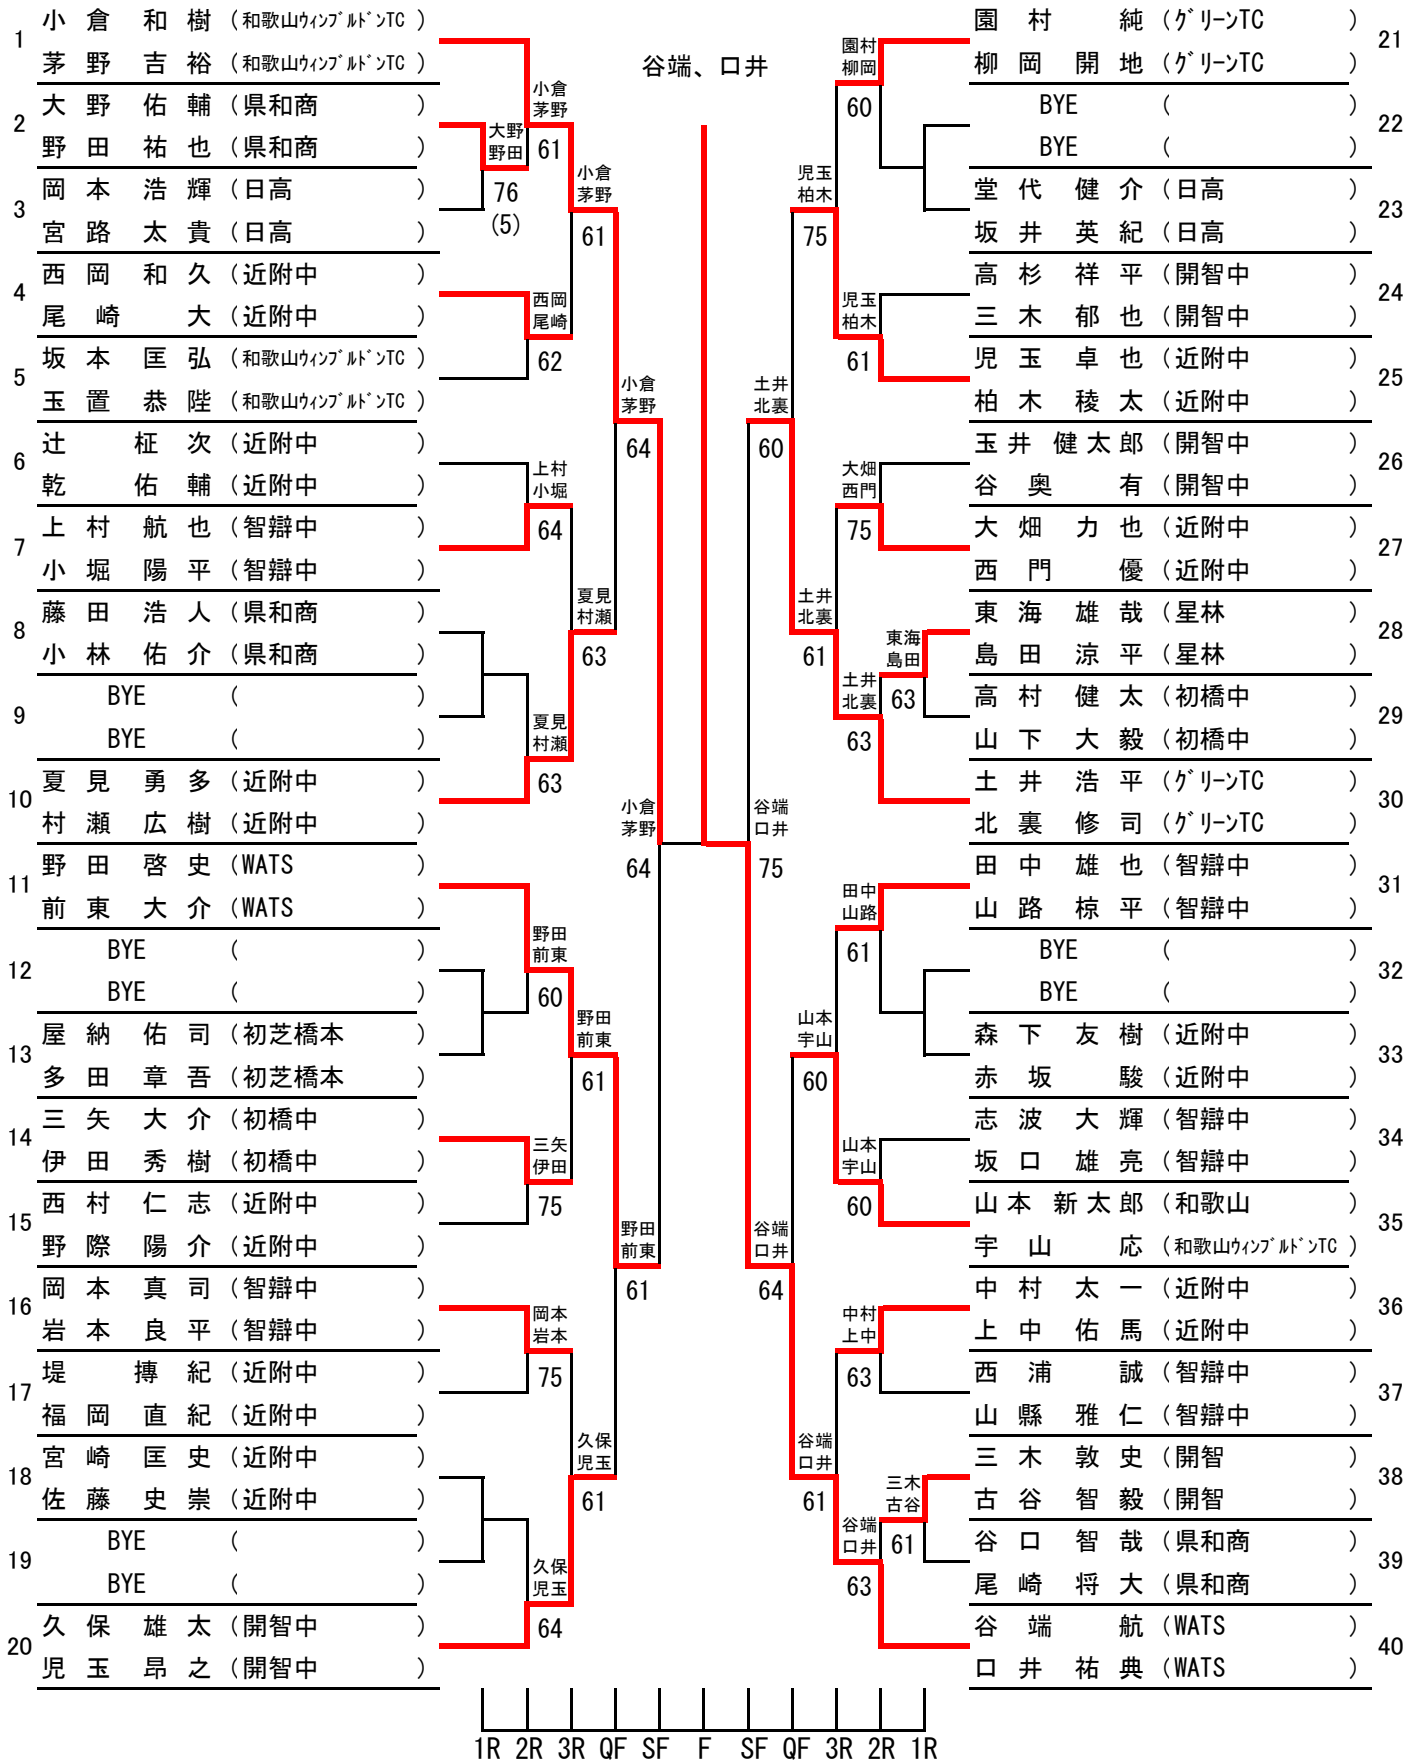 谷端、口井
1
小 倉 和 樹 (和歌山ウィンブルドンTC )
茅 野 吉 裕 (和歌山ウィンブルドンTC )
2
大 野 佑 輔 (県和商 )
野 田 祐 也 (県和商 )
3
岡 本 浩 輝 (日高 )
宮 路 太 貴 (日高 )
4
西 岡 和 久 (近附中 )
尾 崎 大 (近附中 )
5
坂 本 匡 弘 (和歌山ウィンブルドンTC )
玉 置 恭 陛 (和歌山ウィンブルドンTC )
6
辻 柾 次 (近附中 )
乾 佑 輔 (近附中 )
7
上 村 航 也 (智辯中 )
小 堀 陽 平 (智辯中 )
8
藤 田 浩 人 (県和商 )
小 林 佑 介 (県和商 )
9
BYE ( )
BYE ( )
10
夏 見 勇 多 (近附中 )
村 瀬 広 樹 (近附中 )
11
野 田 啓 史 (WATS )
前 東 大 介 (WATS )
12
BYE ( )
BYE ( )
13
屋 納 佑 司 (初芝橋本 )
多 田 章 吾 (初芝橋本 )
14
三 矢 大 介 (初橋中 )
伊 田 秀 樹 (初橋中 )
15
西 村 仁 志 (近附中 )
野 際 陽 介 (近附中 )
16
岡 本 真 司 (智辯中 )
岩 本 良 平 (智辯中 )
17
堤 摶 紀 (近附中 )
福 岡 直 紀 (近附中 )
18
宮 崎 匡 史 (近附中 )
佐 藤 史 崇 (近附中 )
19
BYE ( )
BYE ( )
20
久 保 雄 太 (開智中 )
児 玉 昂 之 (開智中 )
大野
野田
76
(5)
小倉
茅野
61
西岡
尾崎
62
上村
小堀
64
夏見
村瀬
63
野田
前東
60
三矢
伊田
75
岡本
岩本
75
久保
児玉
64
小倉
茅野
61
夏見
村瀬
63
野田
前東
61
久保
児玉
61
小倉
茅野
64
野田
前東
61
小倉
茅野
64
谷端
口井
75
土井
北裏
60
谷端
口井
64
児玉
柏木
75
土井
北裏
61
山本
宇山
60
谷端
口井
61
園村
柳岡
60
児玉
柏木
61
大畑
西門
75
土井
北裏
63
田中
山路
61
山本
宇山
60
中村
上中
63
谷端
口井
63
東海
島田
63
三木
古谷
61
園 村 純 (グリーンTC )
柳 岡 開 地 (グリーンTC )
21
BYE ( )
BYE ( )
22
堂 代 健 介 (日高 )
坂 井 英 紀 (日高 )
23
高 杉 祥 平 (開智中 )
三 木 郁 也 (開智中 )
24
児 玉 卓 也 (近附中 )
柏 木 稜 太 (近附中 )
25
玉 井 健 太 郎 (開智中 )
谷 奥 有 (開智中 )
26
大 畑 力 也 (近附中 )
西 門 優 (近附中 )
27
東 海 雄 哉 (星林 )
島 田 涼 平 (星林 )
28
高 村 健 太 (初橋中 )
山 下 大 毅 (初橋中 )
29
土 井 浩 平 (グリーンTC )
北 裏 修 司 (グリーンTC )
30
田 中 雄 也 (智辯中 )
山 路 椋 平 (智辯中 )
31
BYE ( )
BYE ( )
32
森 下 友 樹 (近附中 )
赤 坂 駿 (近附中 )
33
志 波 大 輝 (智辯中 )
坂 口 雄 亮 (智辯中 )
34
山 本 新 太 郎 (和歌山 )
宇 山 応 (和歌山ウィンブルドンTC )
35
中 村 太 一 (近附中 )
上 中 佑 馬 (近附中 )
36
西 浦 誠 (智辯中 )
山 縣 雅 仁 (智辯中 )
37
三 木 敦 史 (開智 )
古 谷 智 毅 (開智 )
38
谷 口 智 哉 (県和商 )
尾 崎 将 大 (県和商 )
39
谷 端 航 (WATS )
口 井 祐 典 (WATS )
40
1R 2R 3R QF SF F SF QF 3R 2R 1R